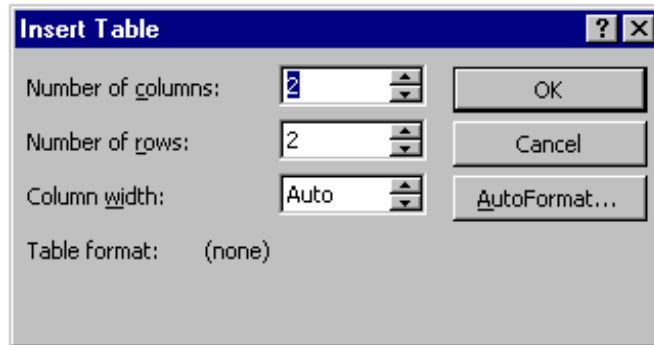 Insert Table
Number of columns: 2 OK
Number of rows: 2 Cancel
Column width: Auto AutoFormat...
Table format: (none)